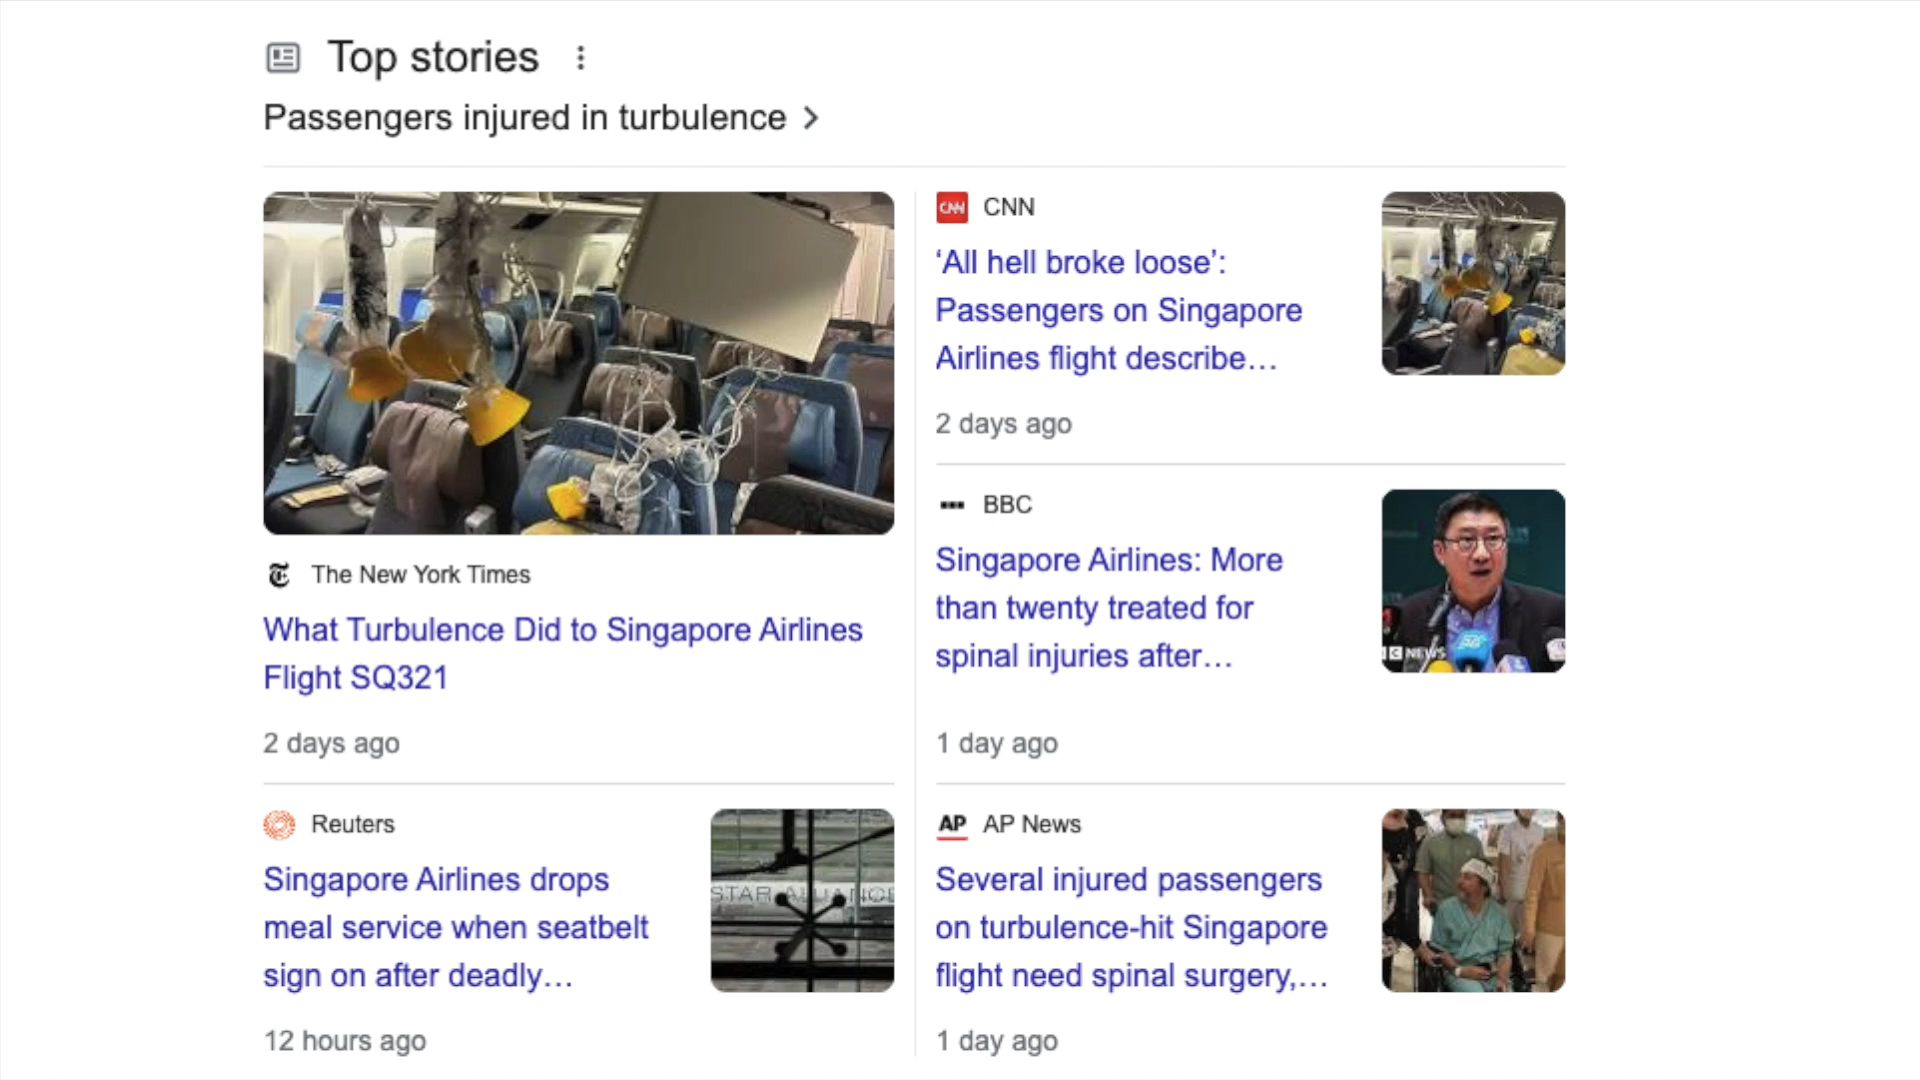 Top stories
Passengers injured in turbulence
The New York Times
What Turbulence Did to Singapore Airlines
Flight SQ321
2 days ago
Reuters
Singapore Airlines drops
meal service when seatbelt
sign on after deadly...
12 hours ago
STAR ALLIANCE
CNN
CNN
‘All hell broke loose’:
Passengers on Singapore
Airlines flight describe...
2 days ago
BBC
Singapore Airlines: More
than twenty treated for
spinal injuries after...
1 day ago
C NEWS
AP AP News
Several injured passengers
on turbulence-hit Singapore
flight need spinal surgery,...
1 day ago